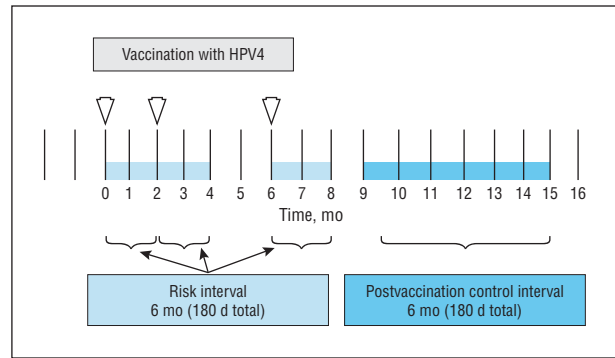 Vaccination with HPV4
0 1 2 3 4 5 6 7 8 9 10 11 12 13 14 15 16
Time, mo
Risk interval
6 mo (180 d total)
Postvaccination control interval
6 mo (180 d total)